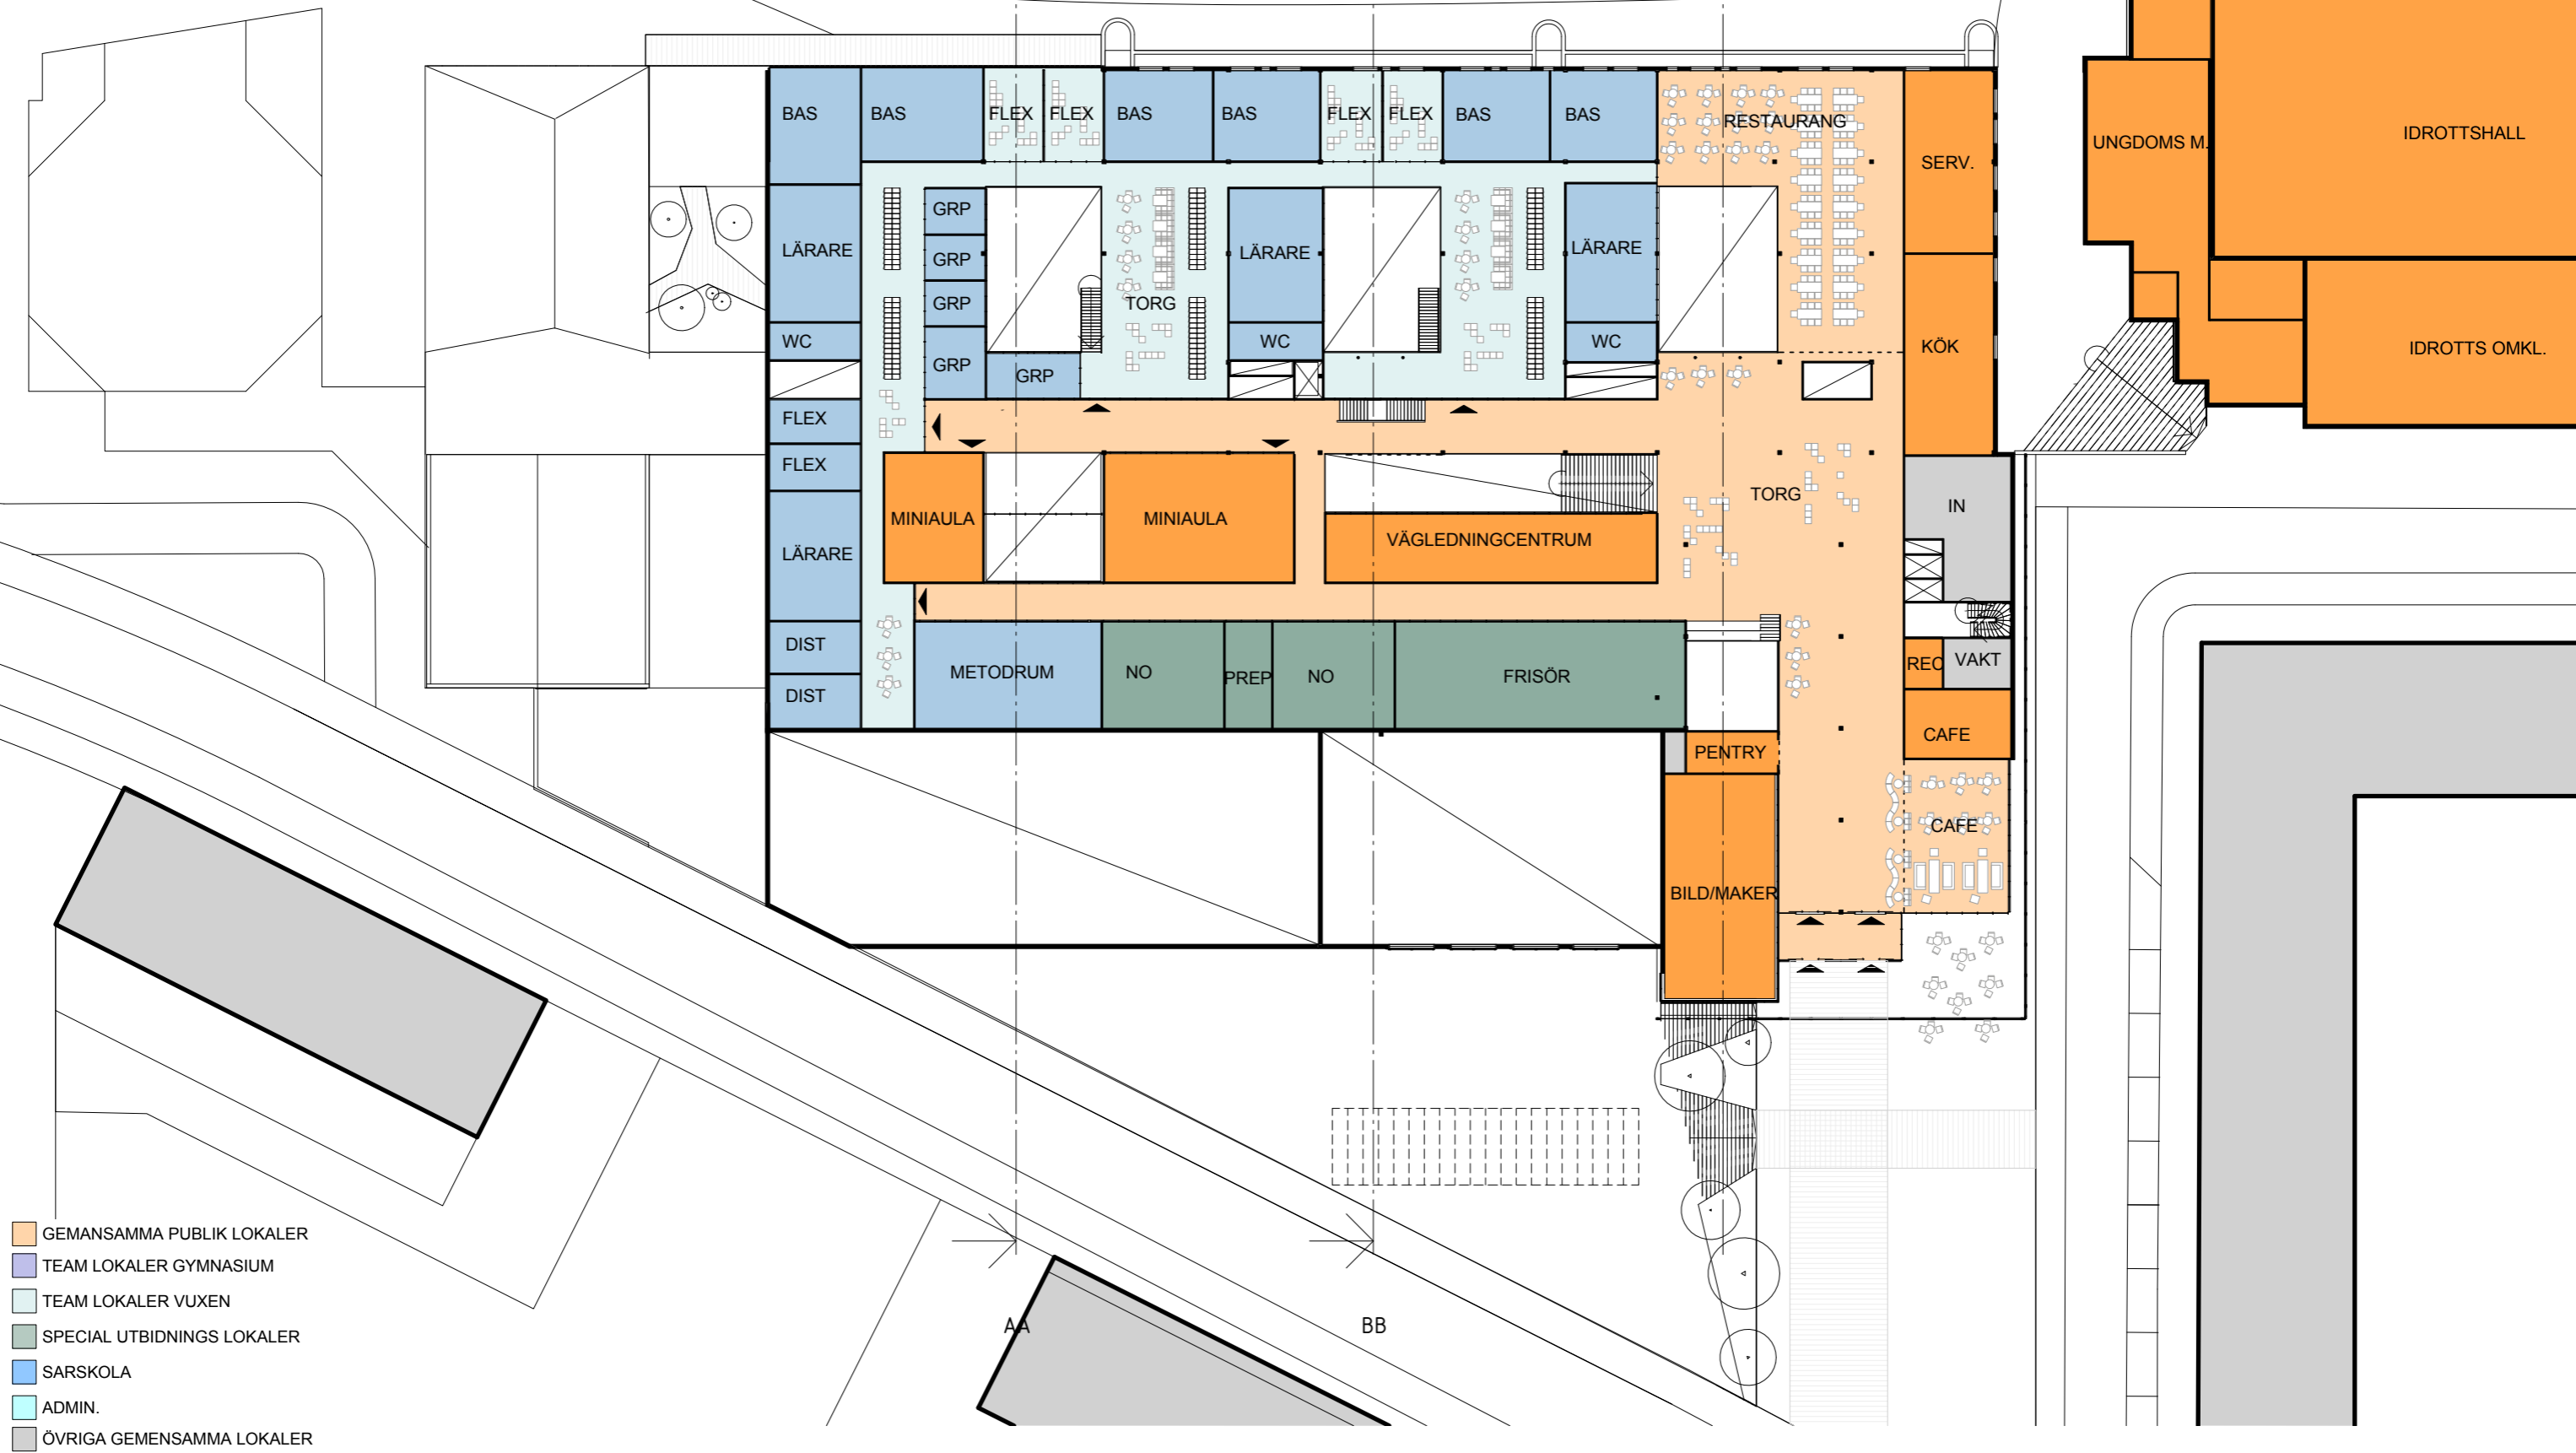 BAS
BAS
FLEX
FLEX
BAS
BAS
FLEX
FLEX
BAS
BAS
RESTAURANG
SERV.
UNGDOMS M.
IDROTTSHALL
GRP
LÄRARE
GRP
LÄRARE
LÄRARE
GRP
TORG
WC
WC
WC
KÖK
IDROTTS OMKL.
GRP
GRP
FLEX
FLEX
MINIAULA
MINIAULA
VÄGLEDNINGCENTRUM
TORG
IN
LÄRARE
DIST
METODRUM
NO
PREP
NO
FRISÖR
REC
VAKT
DIST
PENTRY
CAFE
CAFE
BILD/MAKER
AA
BB
GEMANSAMMA PUBLIK LOKALER
TEAM LOKALER GYMNASIUM
TEAM LOKALER VUXEN
SPECIAL UTBIDNINGS LOKALER
SARSKOLA
ADMIN.
ÖVRIGA GEMENSAMMA LOKALER